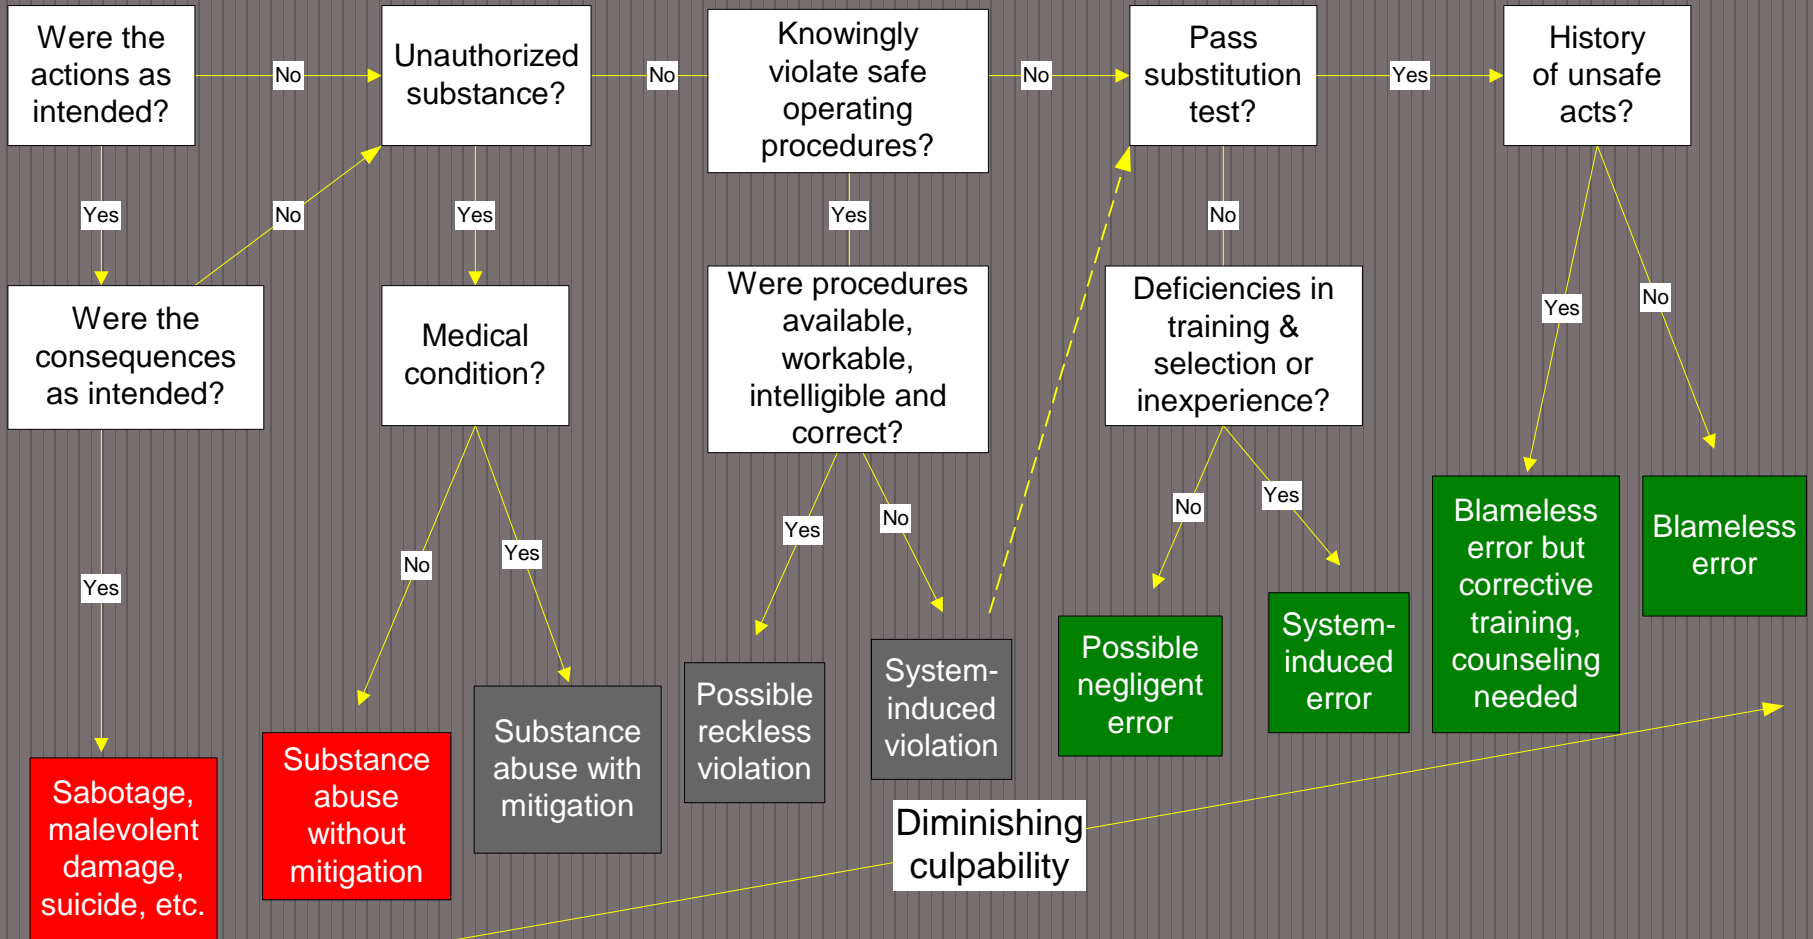 Were the
actions as
intended?
No
Unauthorized
substance?
No
Knowingly
violate safe
operating
procedures?
No
Pass
substitution
test?
Yes
History
of unsafe
acts?
Yes
No
Yes
Yes
No
Yes
No
Were the
consequences
as intended?
Medical
condition?
Were procedures
available,
workable,
intelligible and
correct?
Deficiencies in
training &
selection or
inexperience?
Yes
No
Yes
Yes
No
No
Yes
Sabotage,
malevolent
damage,
suicide, etc.
Substance
abuse
without
mitigation
Substance
abuse with
mitigation
Possible
reckless
violation
System-
induced
violation
Possible
negligent
error
System-
induced
error
Blameless
error but
corrective
training,
counseling
needed
Blameless
error
Diminishing
culpability